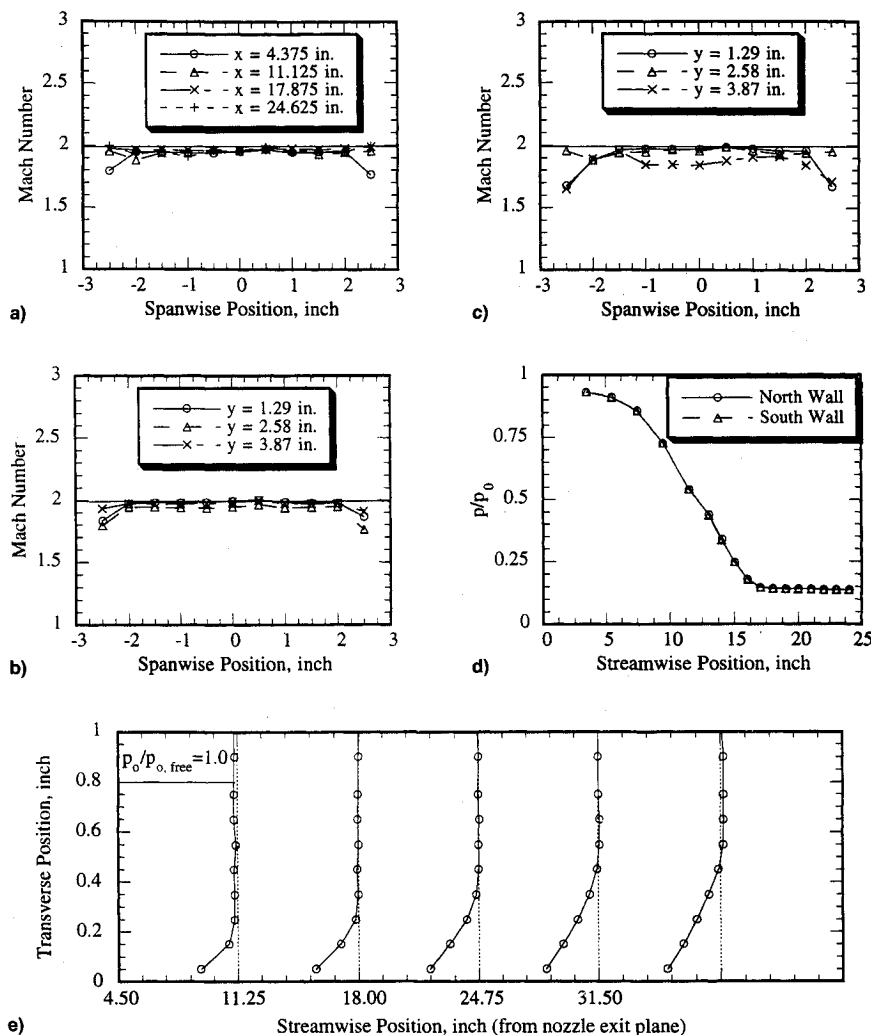 3
2.5
2
1.5
1
Mach Number
x = 4.375 in.
x = 11.125 in.
x = 17.875 in.
x = 24.625 in.
-3 -2 -1 0 1 2 3
Spanwise Position, inch
a)
3
2.5
2
1.5
1
Mach Number
y = 1.29 in.
y = 2.58 in.
y = 3.87 in.
-3 -2 -1 0 1 2 3
Spanwise Position, inch
c)
3
2.5
2
1.5
1
Mach Number
y = 1.29 in.
y = 2.58 in.
y = 3.87 in.
-3 -2 -1 0 1 2 3
Spanwise Position, inch
b)
1
0.75
0.5
0.25
0
p/p0
North Wall
South Wall
0 5 10 15 20 25
Streamwise Position, inch
d)
1
0.8
0.6
0.4
0.2
0
Transverse Position, inch
po/po, free=1.0
4.50 11.25 18.00 24.75 31.50
Streamwise Position, inch (from nozzle exit plane)
e)